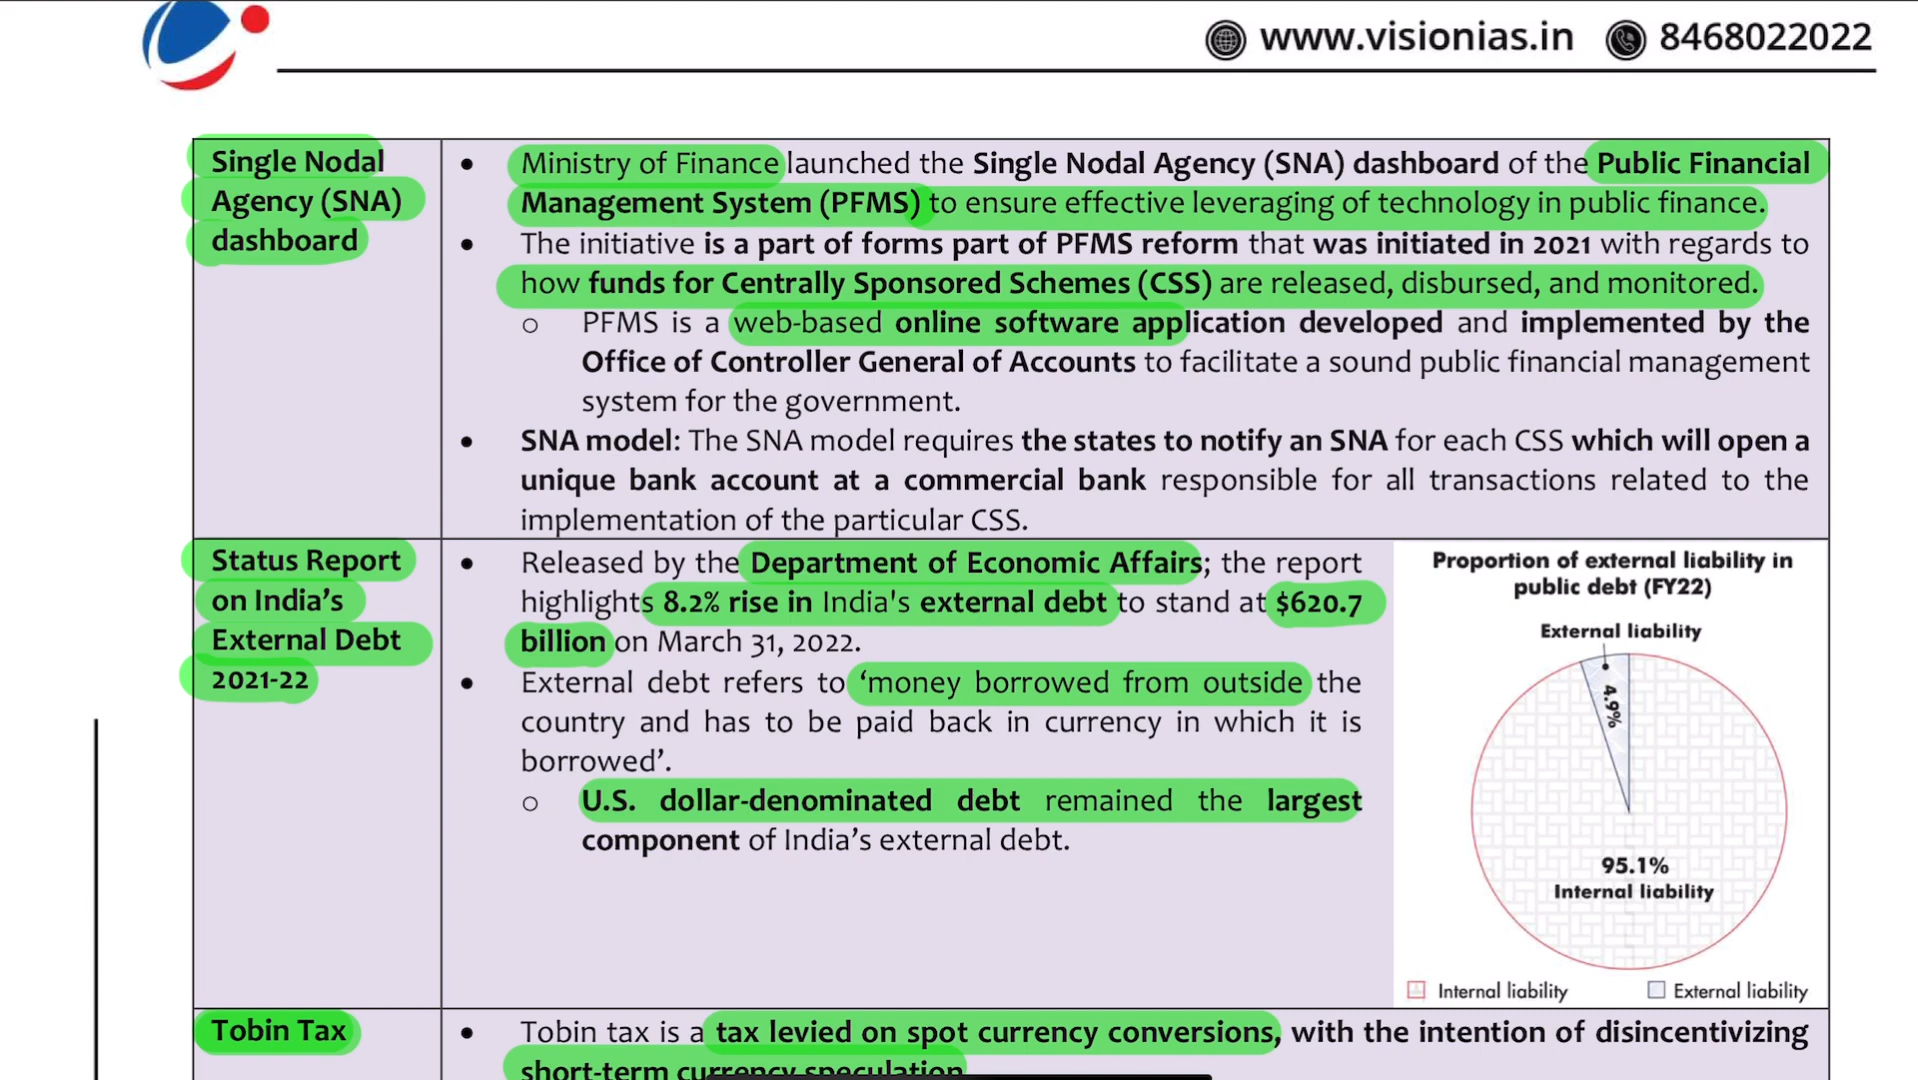 www.visionias.in 8468022022
Single Nodal
Agency (SNA)
dashboard
• Ministry of Finance launched the Single Nodal Agency (SNA) dashboard of the Public Financial
Management System (PFMS) to ensure effective leveraging of technology in public finance.
• The initiative is a part of forms part of PFMS reform that was initiated in 2021 with regards to
how funds for Centrally Sponsored Schemes (CSS) are released, disbursed, and monitored.
o PFMS is a web-based online software application developed and implemented by the
Office of Controller General of Accounts to facilitate a sound public financial management
system for the government.
• SNA model: The SNA model requires the states to notify an SNA for each CSS which will open a
unique bank account at a commercial bank responsible for all transactions related to the
implementation of the particular CSS.
Status Report
on India’s
External Debt
2021-22
• Released by the Department of Economic Affairs; the report
highlights 8.2% rise in India's external debt to stand at $620.7
billion on March 31, 2022.
• External debt refers to ‘money borrowed from outside the
country and has to be paid back in currency in which it is
borrowed’.
o U.S. dollar-denominated debt remained the largest
component of India’s external debt.
Proportion of external liability in
public debt (FY22)
External liability
4.9%
95.1%
Internal liability
Internal liability External liability
Tobin Tax
• Tobin tax is a tax levied on spot currency conversions, with the intention of disincentivizing
short-term currency speculation